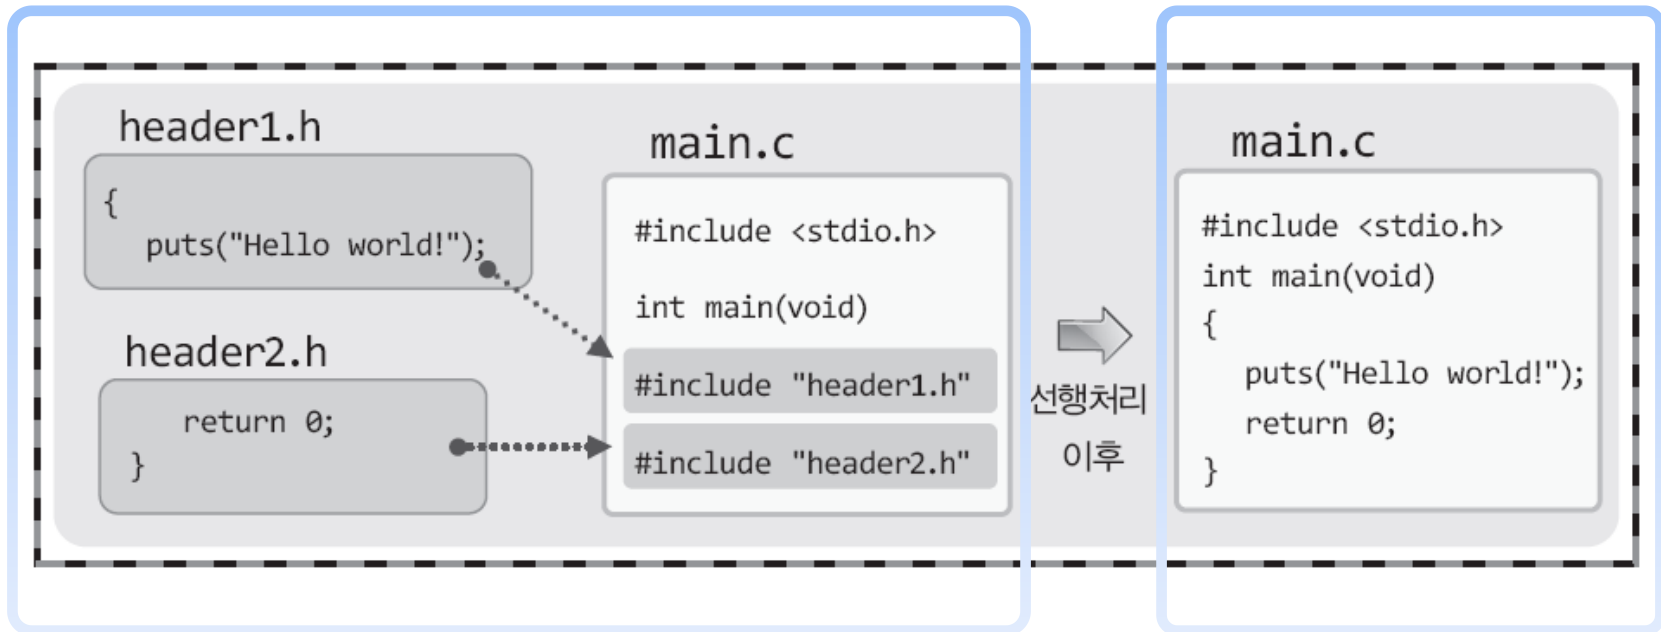 header1.h
{
puts("Hello world!");
header2.h
return 0;
}
main.c
#include <stdio.h>
int main(void)
#include "header1.h"
#include "header2.h"
선행처리
이후
main.c
#include <stdio.h>
int main(void)
{
puts("Hello world!");
return 0;
}